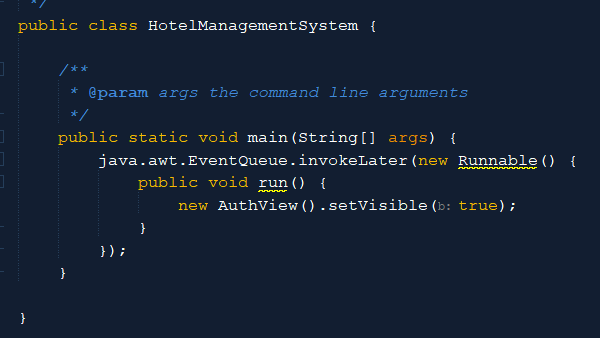 */
public class HotelManagementSystem {
/**
* @param args the command line arguments
*/
public static void main(String[] args) {
java.awt.EventQueue.invokeLater(new Runnable() {
public void run() {
new AuthView().setVisible(b: true);
}
});
}
}